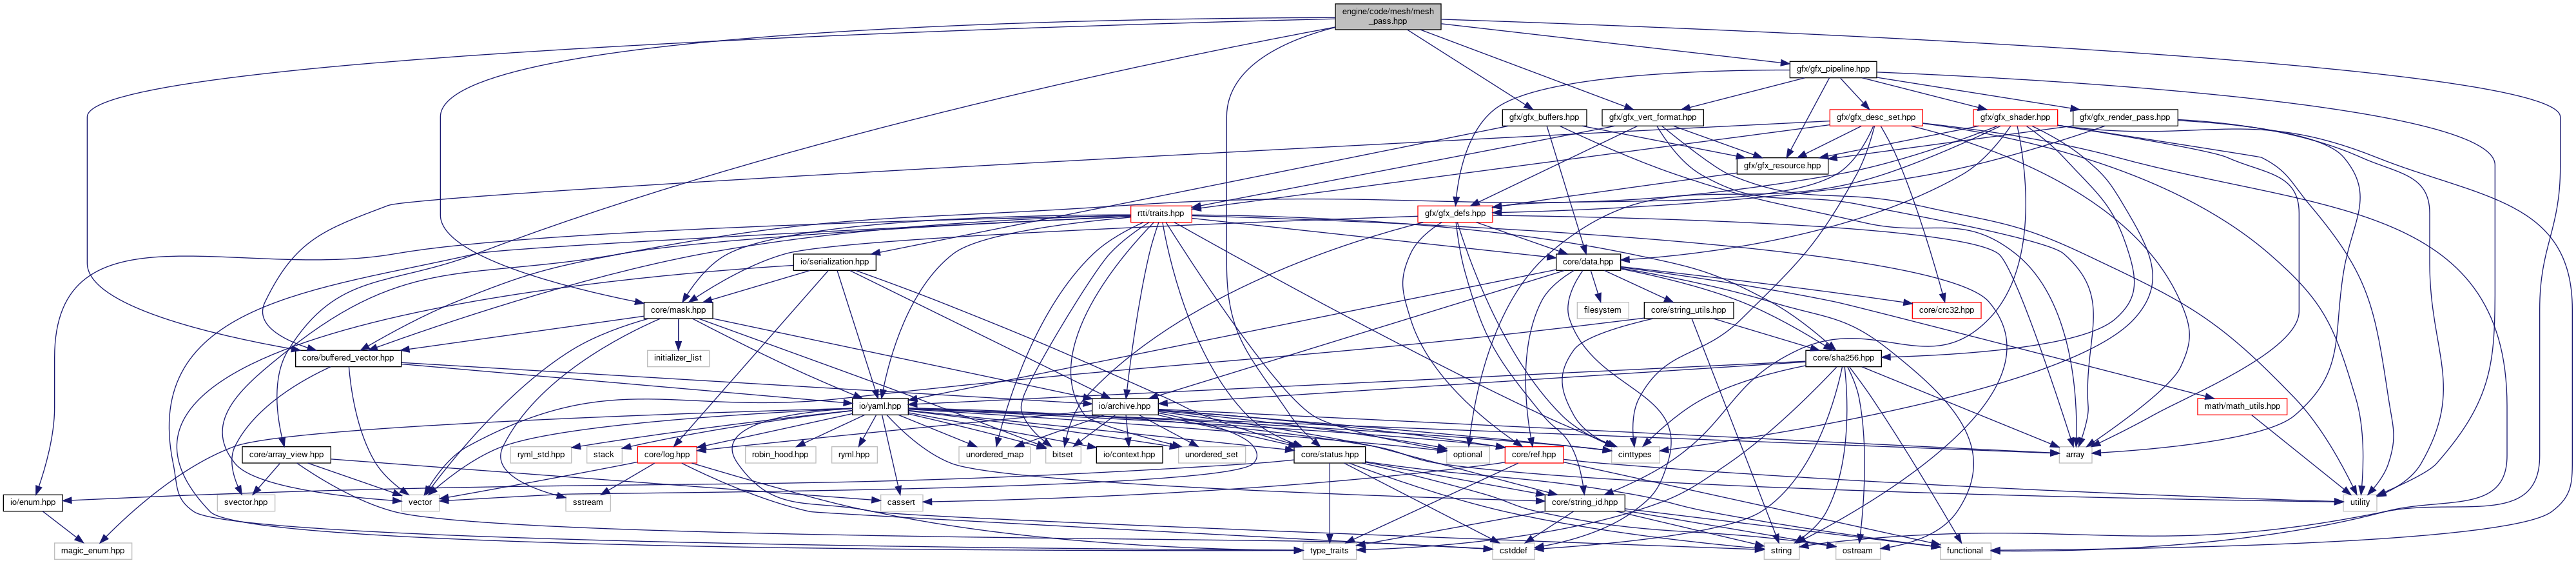 engine/code/mesh/mesh
_pass.hpp
gfx/gfx_pipeline.hpp
gfx/gfx_buffers.hpp
gfx/gfx_vert_format.hpp
gfx/gfx_desc_set.hpp
gfx/gfx_shader.hpp
gfx/gfx_render_pass.hpp
gfx/gfx_resource.hpp
rtti/traits.hpp
gfx/gfx_defs.hpp
io/serialization.hpp
core/data.hpp
core/mask.hpp
filesystem
core/string_utils.hpp
core/crc32.hpp
core/buffered_vector.hpp
initializer_list
core/sha256.hpp
io/yaml.hpp
io/archive.hpp
math/math_utils.hpp
core/array_view.hpp
ryml_std.hpp
stack
core/log.hpp
robin_hood.hpp
ryml.hpp
unordered_map
bitset
io/context.hpp
unordered_set
core/status.hpp
optional
core/ref.hpp
cinttypes
array
io/enum.hpp
svector.hpp
vector
sstream
cassert
core/string_id.hpp
utility
magic_enum.hpp
type_traits
cstddef
string
ostream
functional